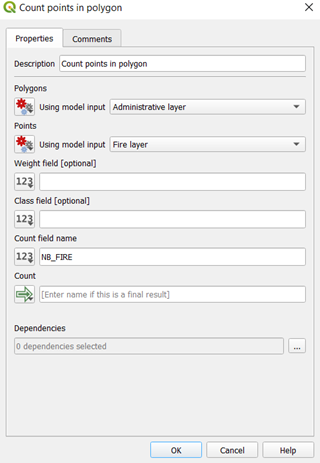 Count points in polygon
Properties Comments
Description Count points in polygon
Polygons
123 Using model input Administrative layer
Points
Using model input Fire layer
Weight field [optional]
123
Class field [optional]
123
Count field name
123 NB_FIRE
Count
[Enter name if this is a final result]
Dependencies
0 dependencies selected ...
OK Cancel Help